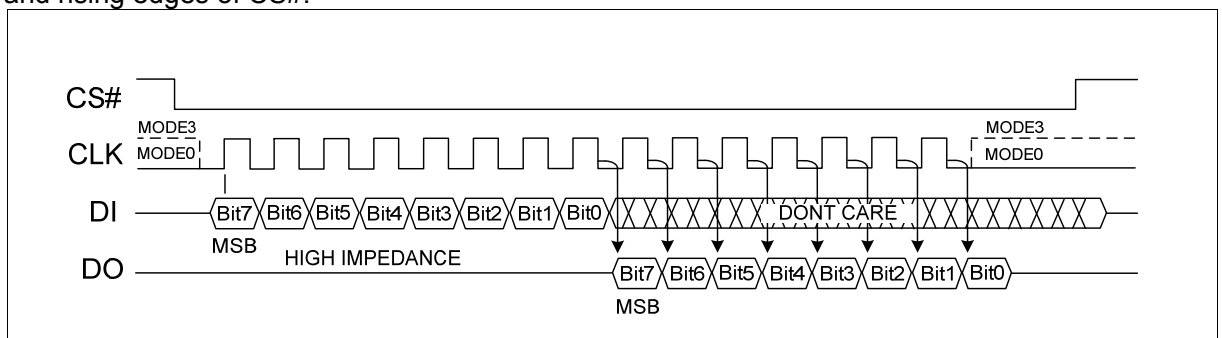 and rising edges of CS#.
CS#
MODE3
MODE3
CLK
MODE0
MODE0
DI
Bit7 Bit6 Bit5 Bit4 Bit3 Bit2 Bit1 Bit0
DONT CARE
MSB
HIGH IMPEDANCE
DO
Bit7 Bit6 Bit5 Bit4 Bit3 Bit2 Bit1 Bit0
MSB